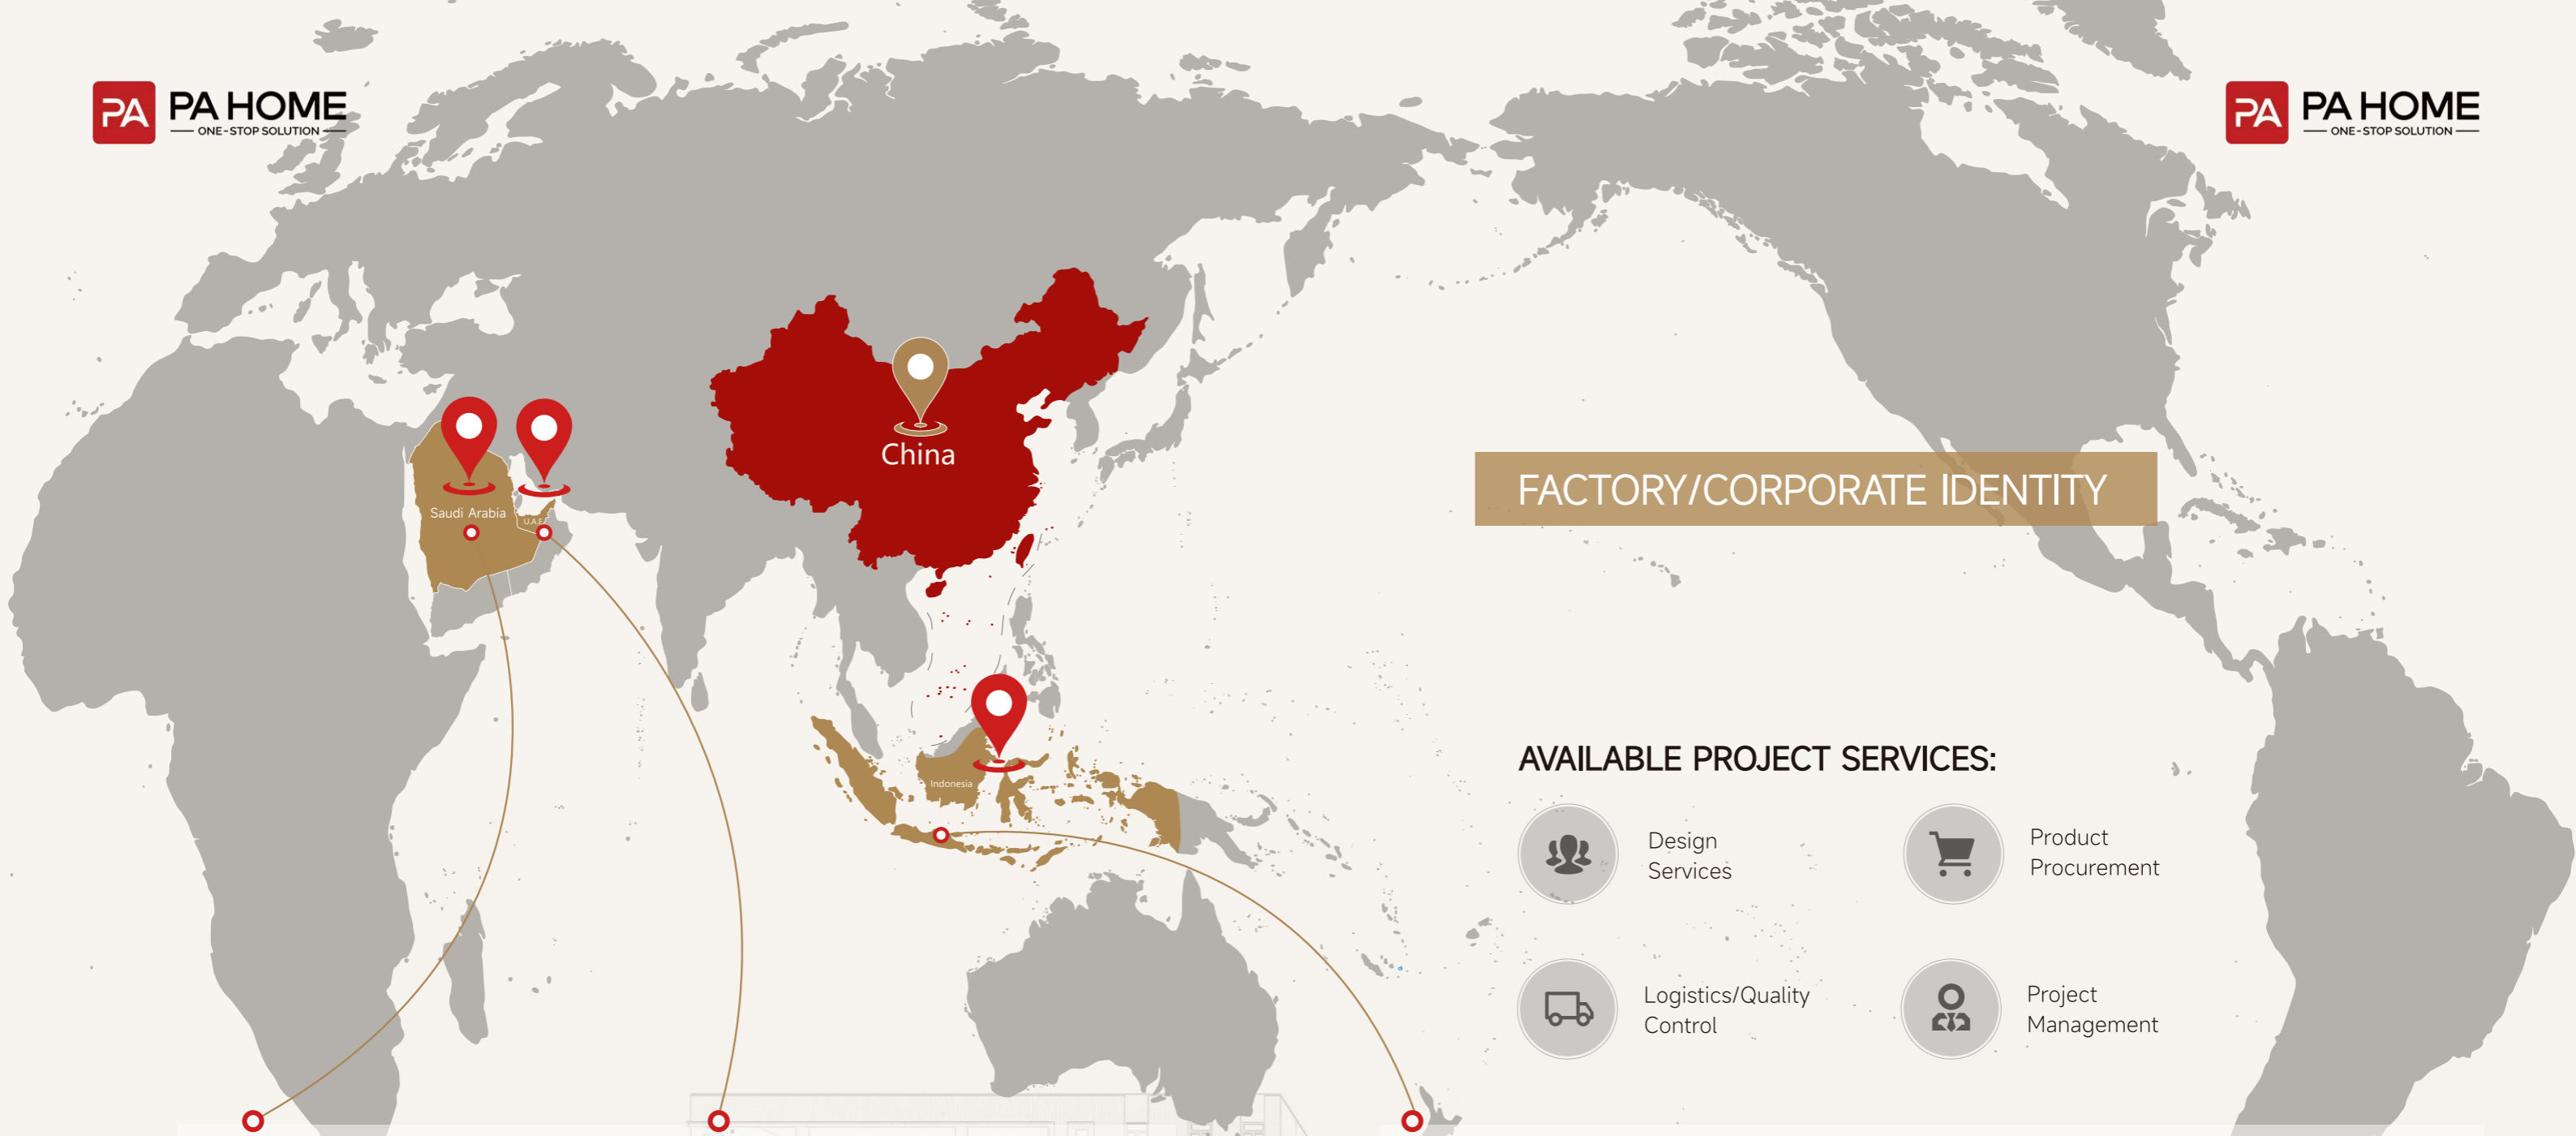 PA
PA HOME
ONE-STOP SOLUTION
PA
PA HOME
ONE-STOP SOLUTION
China
Saudi Arabia
U.A.E
FACTORY/CORPORATE IDENTITY
Indonesia
AVAILABLE PROJECT SERVICES:
Design
Services
Product
Procurement
Logistics/Quality
Control
Project
Management